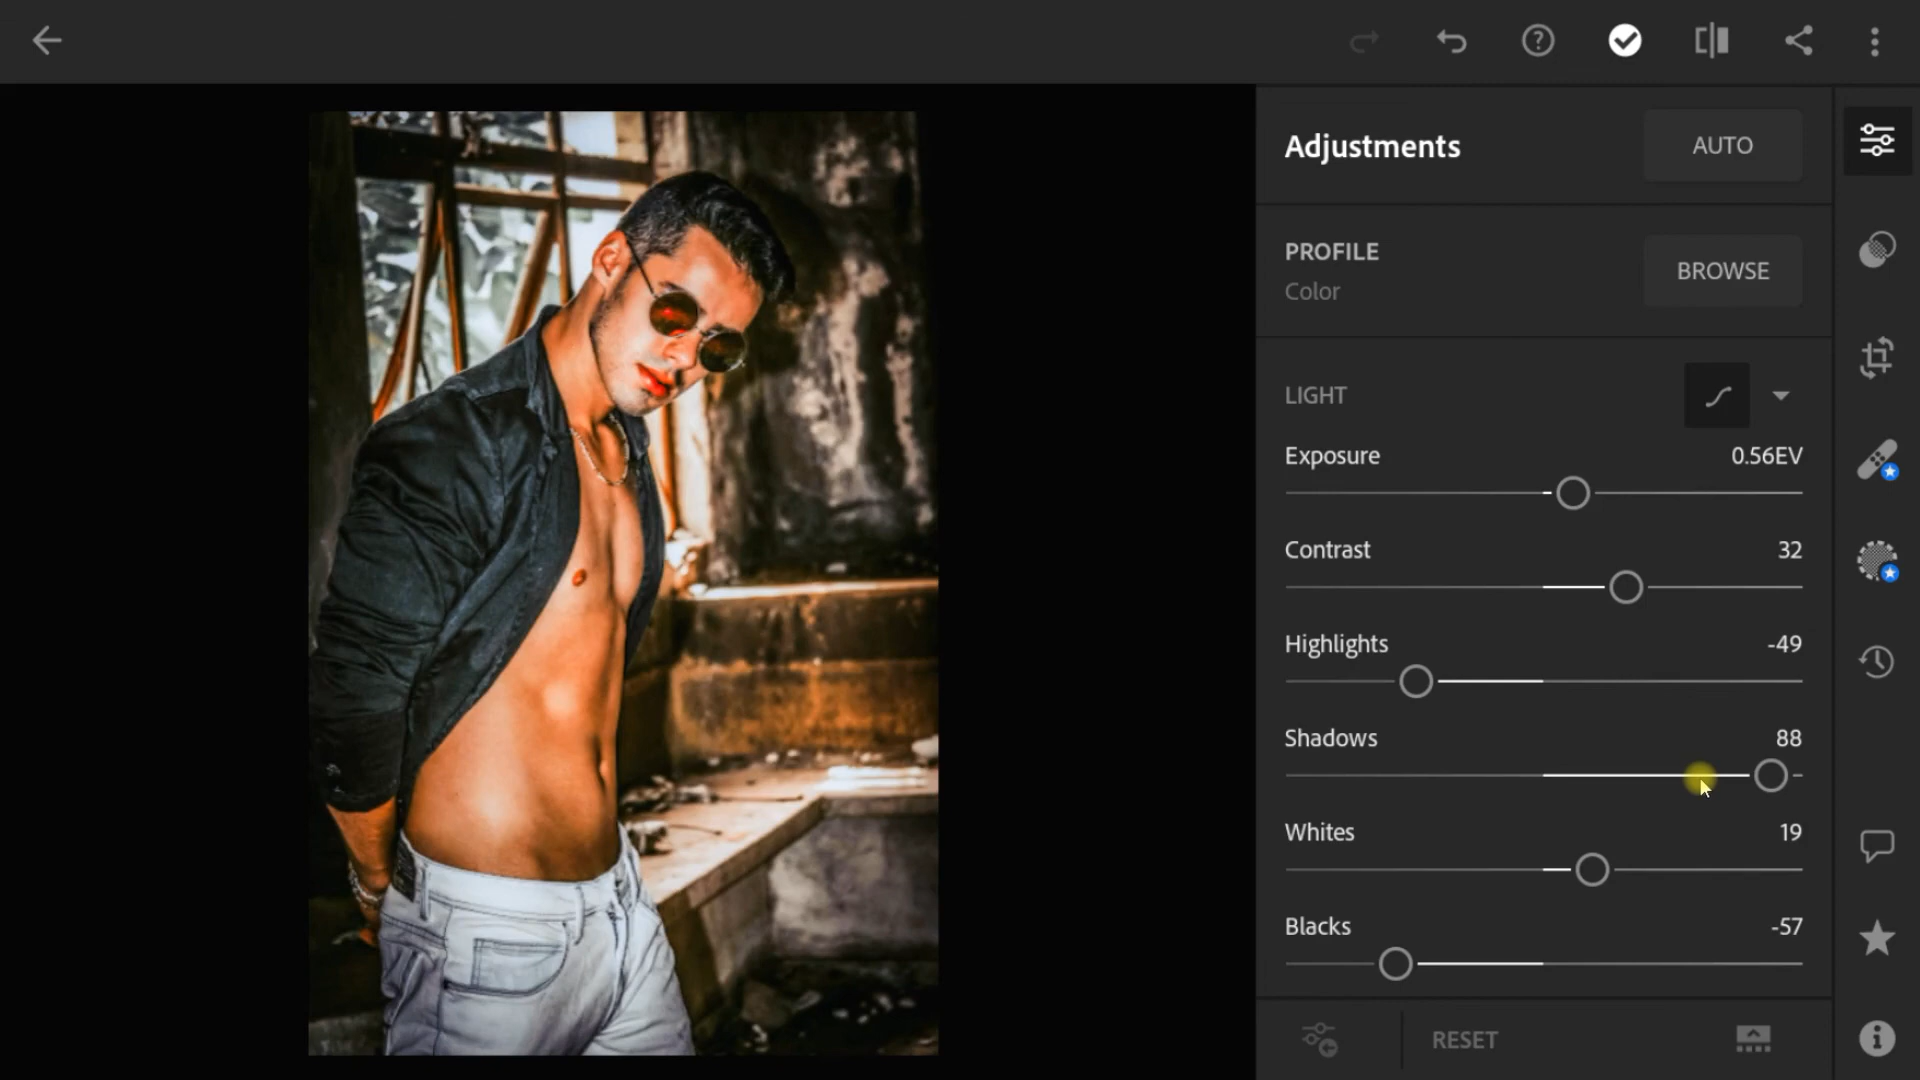 Adjustments
AUTO
PROFILE
BROWSE
Color
LIGHT
Exposure
0.56EV
Contrast
32
Highlights
-49
Shadows
88
Whites
19
Blacks
-57
RESET